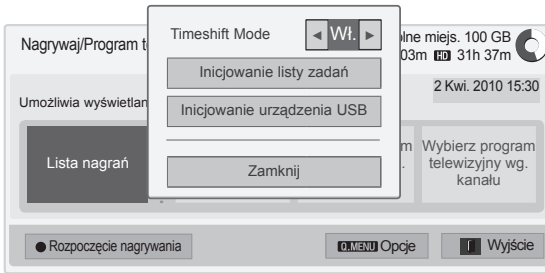 Nagrywaj/Program t
Timeshift Mode ◄ Wł. ►
Inicjowanie listy zadań
Inicjowanie urządzenia USB
Zamknij
lne miejs. 100 GB
03m HD 31h 37m
2 Kwi. 2010 15:30
Umożliwia wyświetlan
Lista nagrań
m
.
Wybierz program
telewizyjny wg.
kanału
● Rozpoczęcie nagrywania
Q.MENU Opcje
Wyjście